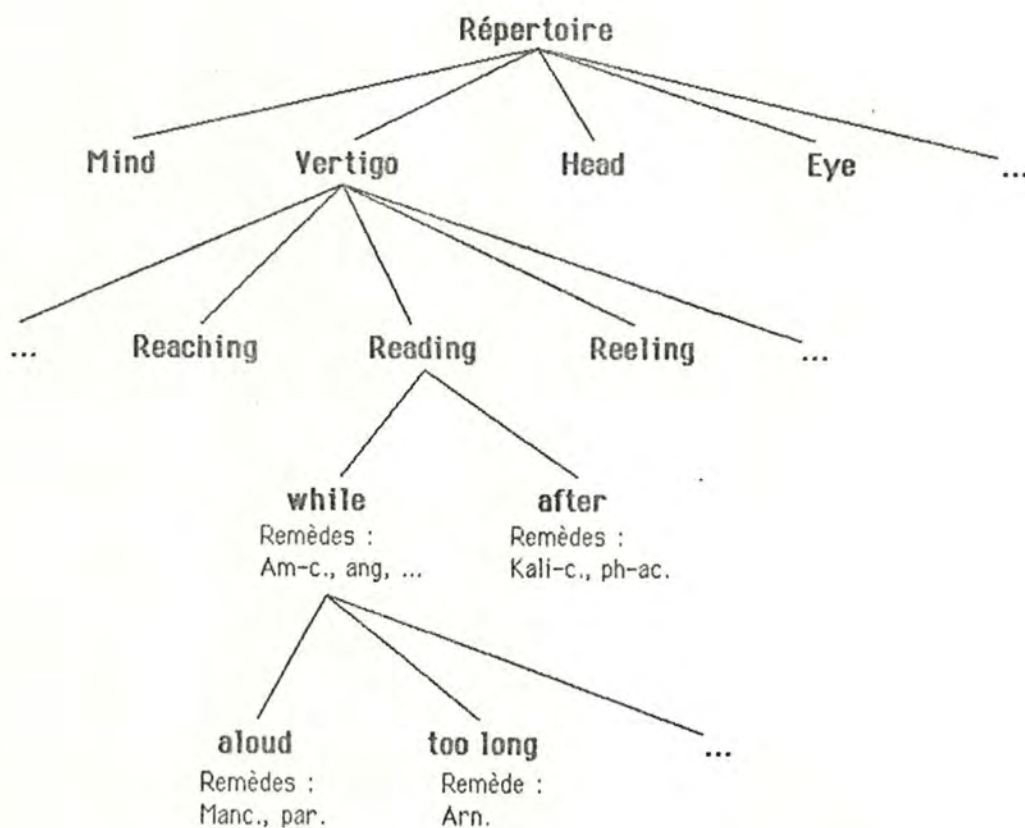 Répertoire
Mind Vertigo Head Eye ...
... Reaching Reading Reeling ...
while after
Remèdes : Remèdes :
Am-c., ang, ... Kali-c., ph-ac.
aloud too long ...
Remèdes : Remède :
Manc., par. Arn.